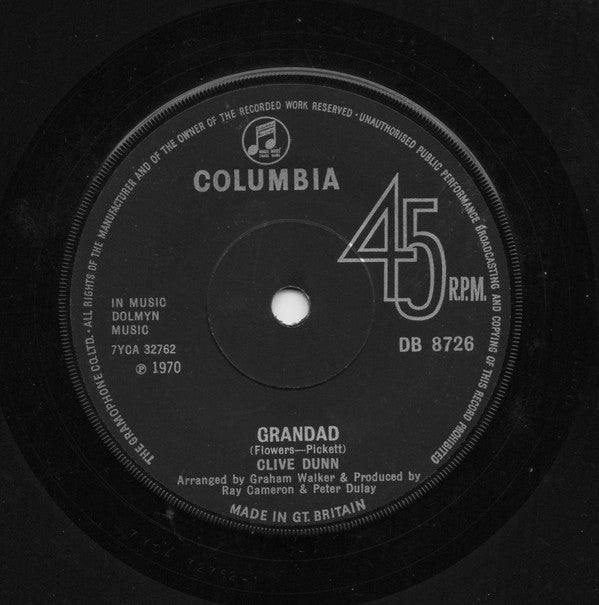 THE GRAMOPHONE CO. LTD. · ALL RIGHTS OF THE MANUFACTURER AND OF THE OWNER OF THE RECORDED WORK RESERVED · UNAUTHORISED PUBLIC PERFORMANCE BROADCASTING AND COPYING OF THIS RECORD PROHIBITED
COLUMBIA
45
R.P.M.
IN MUSIC
DOLMYN
MUSIC
7YCA 32762
℗ 1970
DB 8726
GRANDAD
(Flowers—Pickett)
CLIVE DUNN
Arranged by Graham Walker & Produced by
Ray Cameron & Peter Dulay
MADE IN GT. BRITAIN